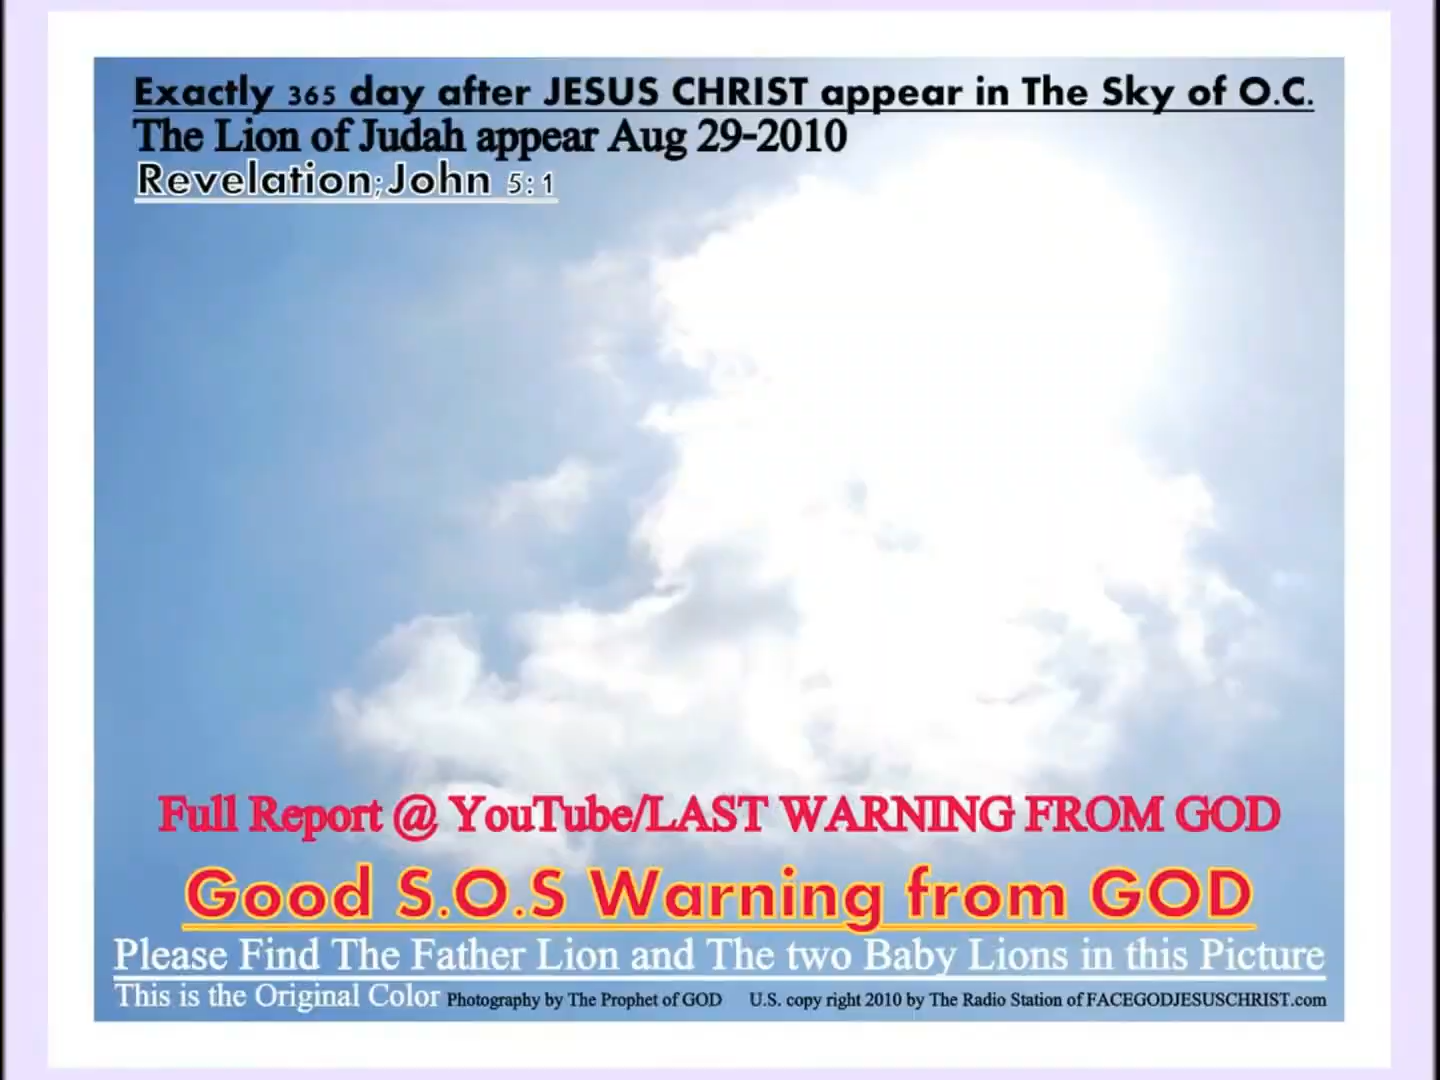 Exactly 365 day after JESUS CHRIST appear in The Sky of O.C.
The Lion of Judah appear Aug 29-2010
Revelation;John 5:1
Full Report @ YouTube/LAST WARNING FROM GOD
Good S.O.S Warning from GOD
Please Find The Father Lion and The two Baby Lions in this Picture
This is the Original Color Photography by The Prophet of GOD U.S. copy right 2010 by The Radio Station of FACEGODJESUSCHRIST.com